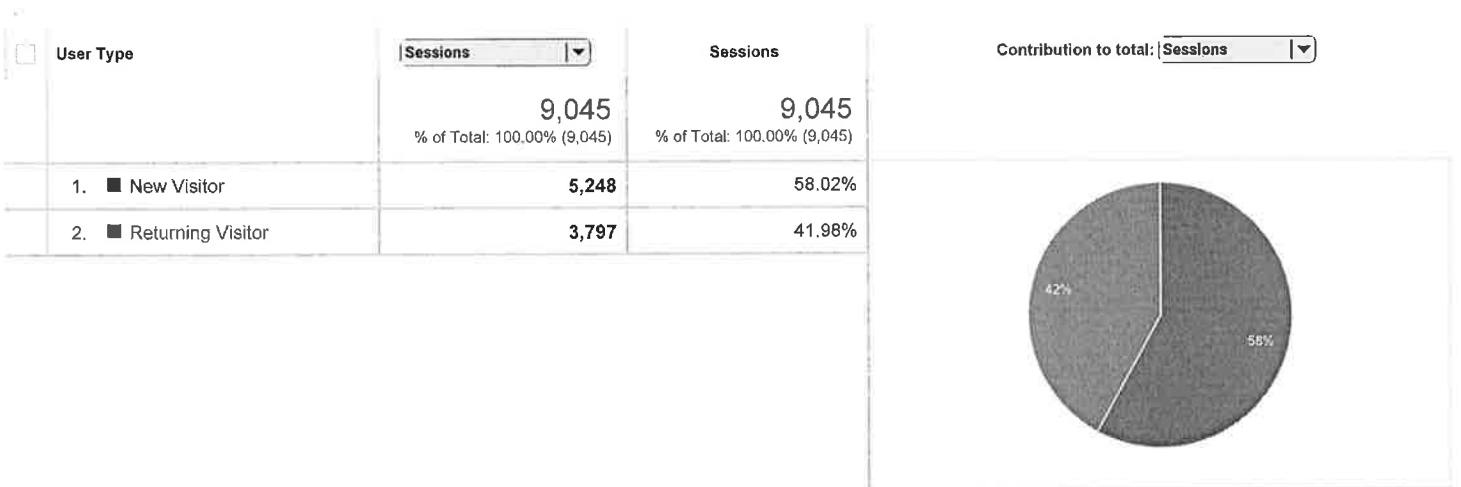 User Type
Sessions
Sessions
Contribution to total: Sessions
9,045
% of Total: 100.00% (9,045)
9,045
% of Total: 100.00% (9,045)
1. New Visitor 5,248 58.02%
2. Returning Visitor 3,797 41.98%
42%
58%